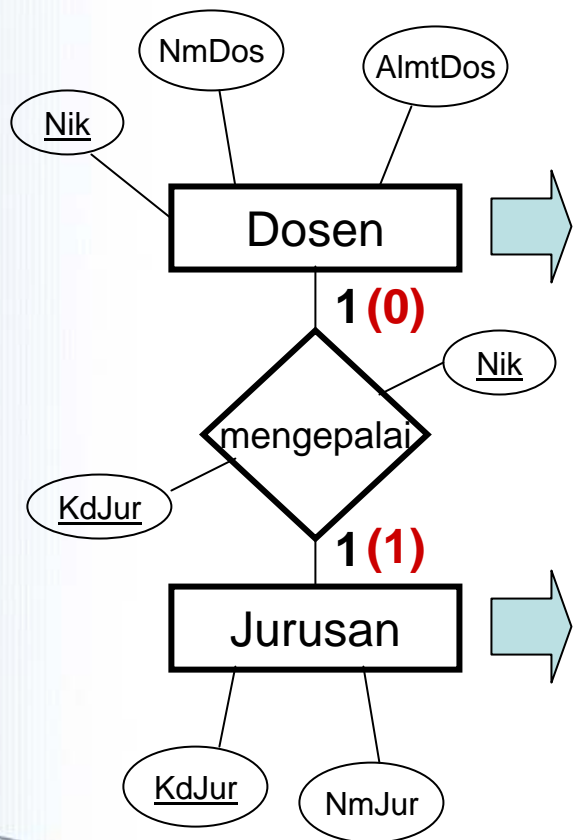 NmDos
AlmtDos
Nik
Dosen
1 (0)
Nik
mengepalai
KdJur
1 (1)
Jurusan
KdJur
NmJur